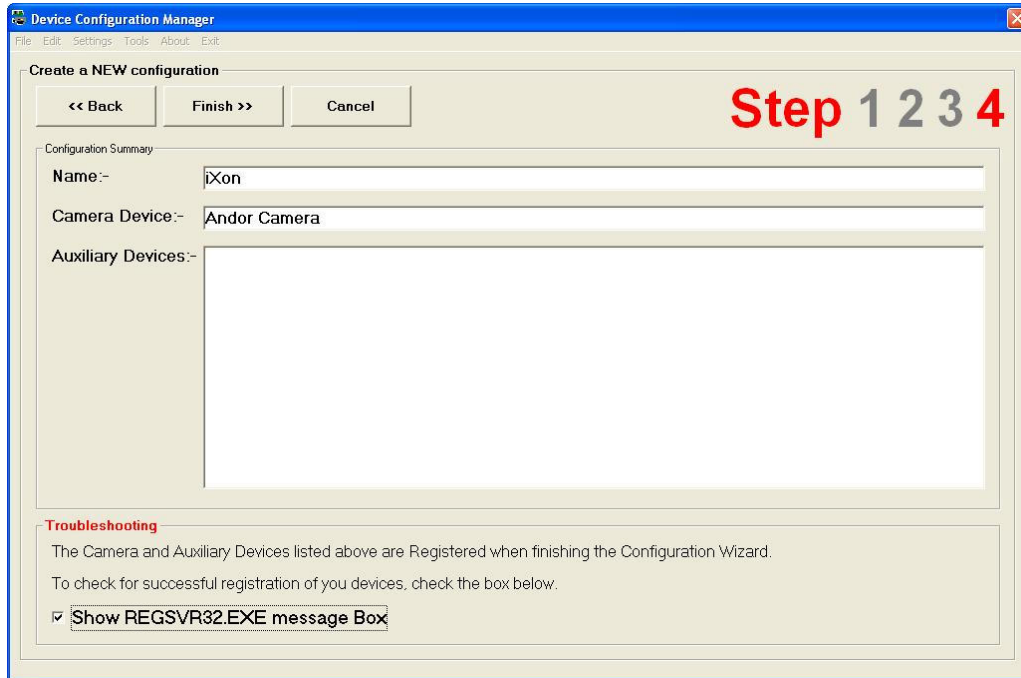 Device Configuration Manager
File Edit Settings Tools About Exit
Create a NEW configuration
<< Back Finish >> Cancel
Step 1 2 3 4
Configuration Summary
Name:- iXon
Camera Device:- Andor Camera
Auxiliary Devices:-
Troubleshooting
The Camera and Auxiliary Devices listed above are Registered when finishing the Configuration Wizard.
To check for successful registration of you devices, check the box below.
Show REGSVR32.EXE message Box